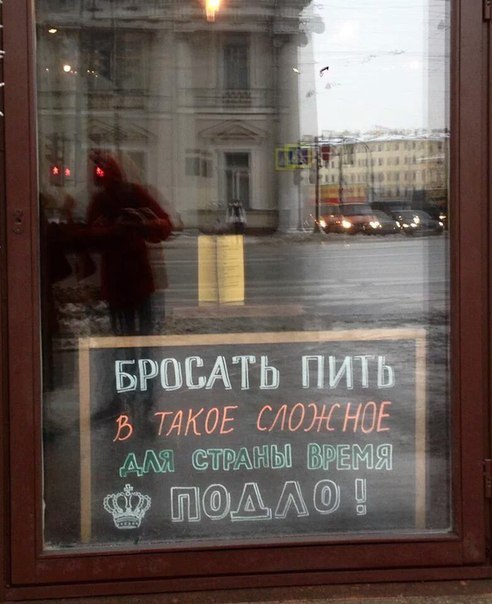 БРОСАТЬ ПИТЬ
В ТАКОЕ СЛОЖНОЕ
ДЛЯ СТРАНЫ ВРЕМЯ
ПОДЛО!